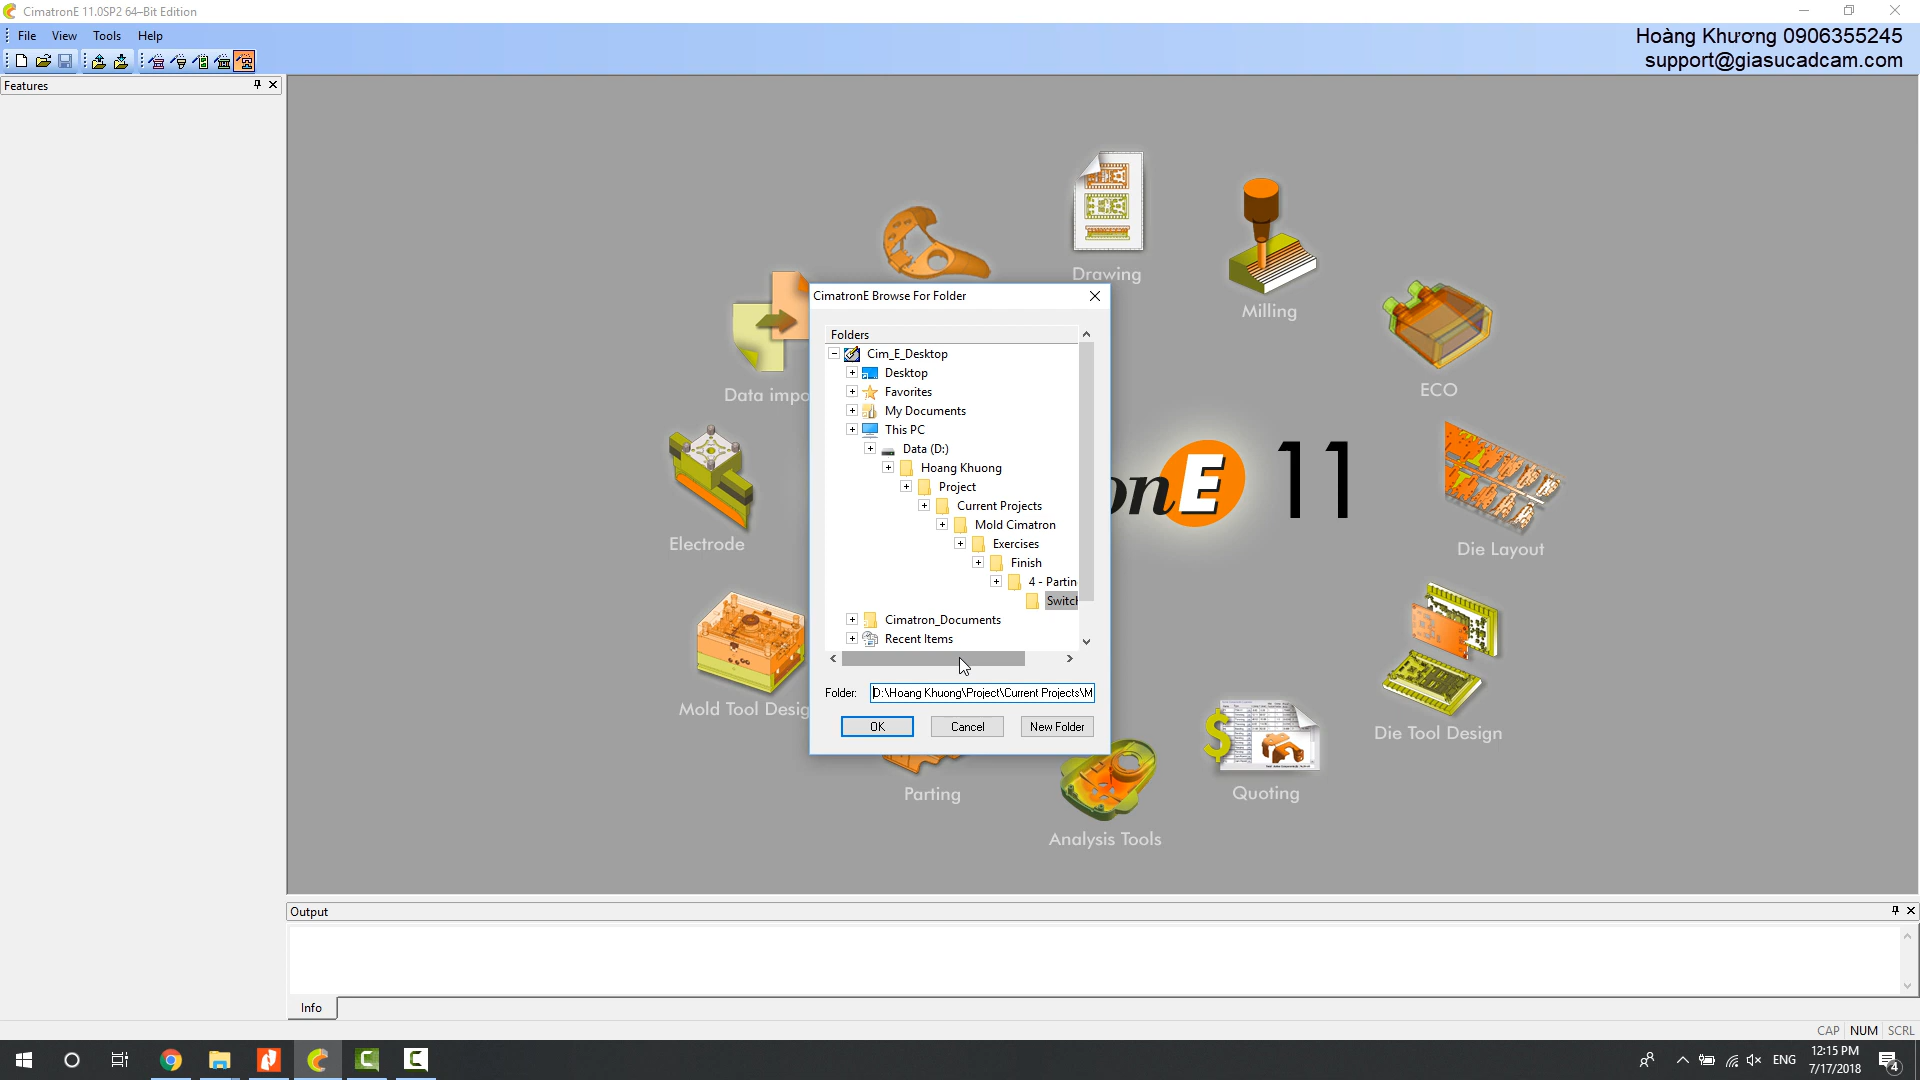 CimatronE 11.0SP2 64–Bit Edition
File View Tools Help
Hoàng Khương 0906355245
support@giasucadcam.com
Features
Drawing
Milling
ECO
Data impo
Electrode
Mold Tool Desig
Parting
Analysis Tools
Quoting
Die Tool Design
Die Layout
onE 11
CimatronE Browse For Folder
Folders
Cim_E_Desktop
Desktop
Favorites
My Documents
This PC
Data (D:)
Hoang Khuong
Project
Current Projects
Mold Cimatron
Exercises
Finish
4 - Partin
Switch
Cimatron_Documents
Recent Items
Folder: D:\Hoang Khuong\Project\Current Projects\M
OK Cancel New Folder
Output
Info
CAP NUM SCRL
ENG
12:15 PM
7/17/2018
4